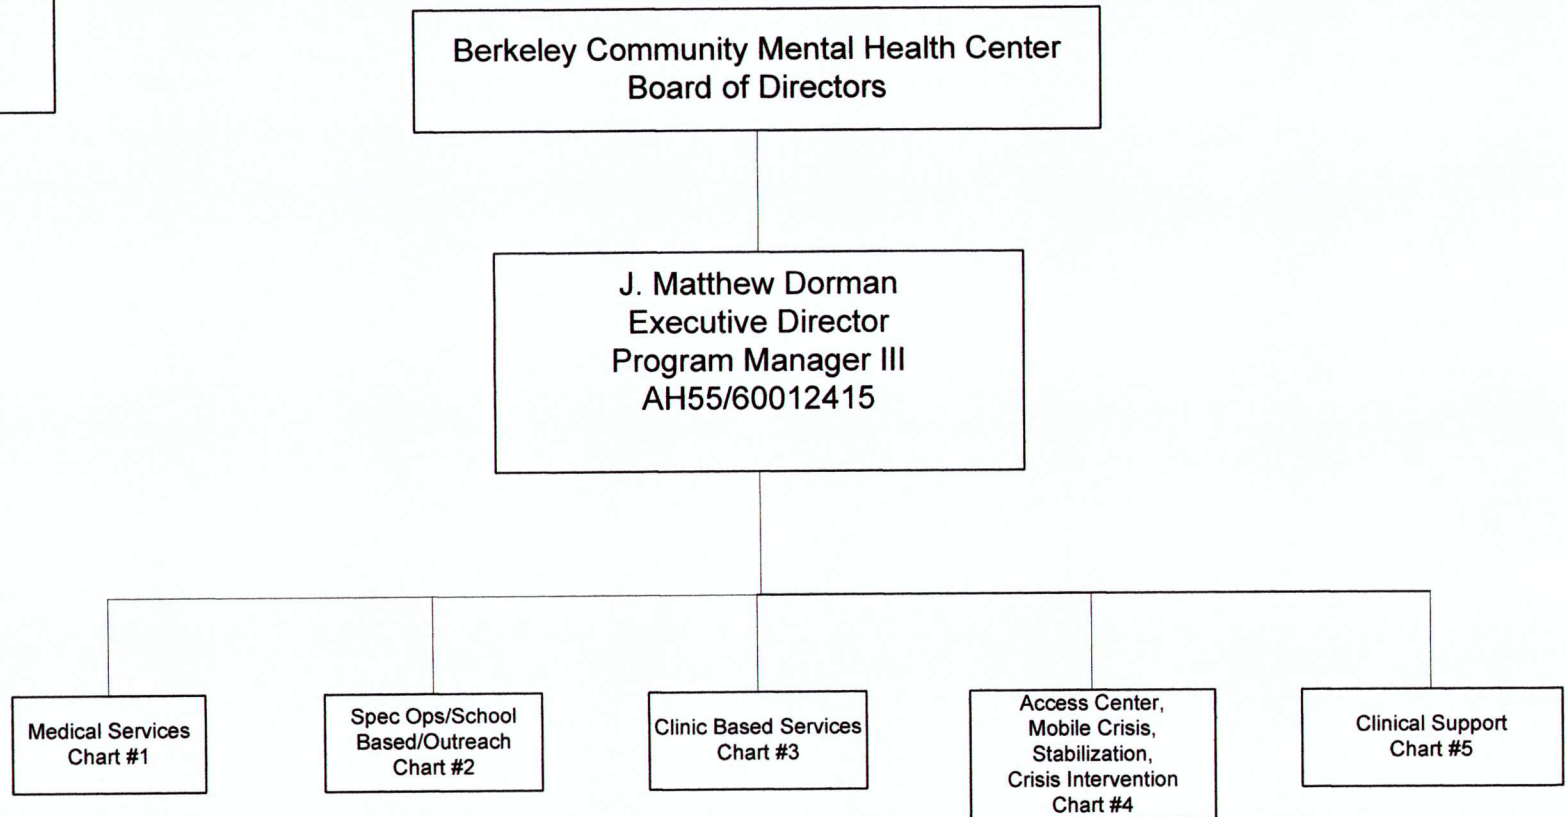 Berkeley Community Mental Health Center
Board of Directors
J. Matthew Dorman
Executive Director
Program Manager III
AH55/60012415
Medical Services
Chart #1
Spec Ops/School
Based/Outreach
Chart #2
Clinic Based Services
Chart #3
Access Center,
Mobile Crisis,
Stabilization,
Crisis Intervention
Chart #4
Clinical Support
Chart #5